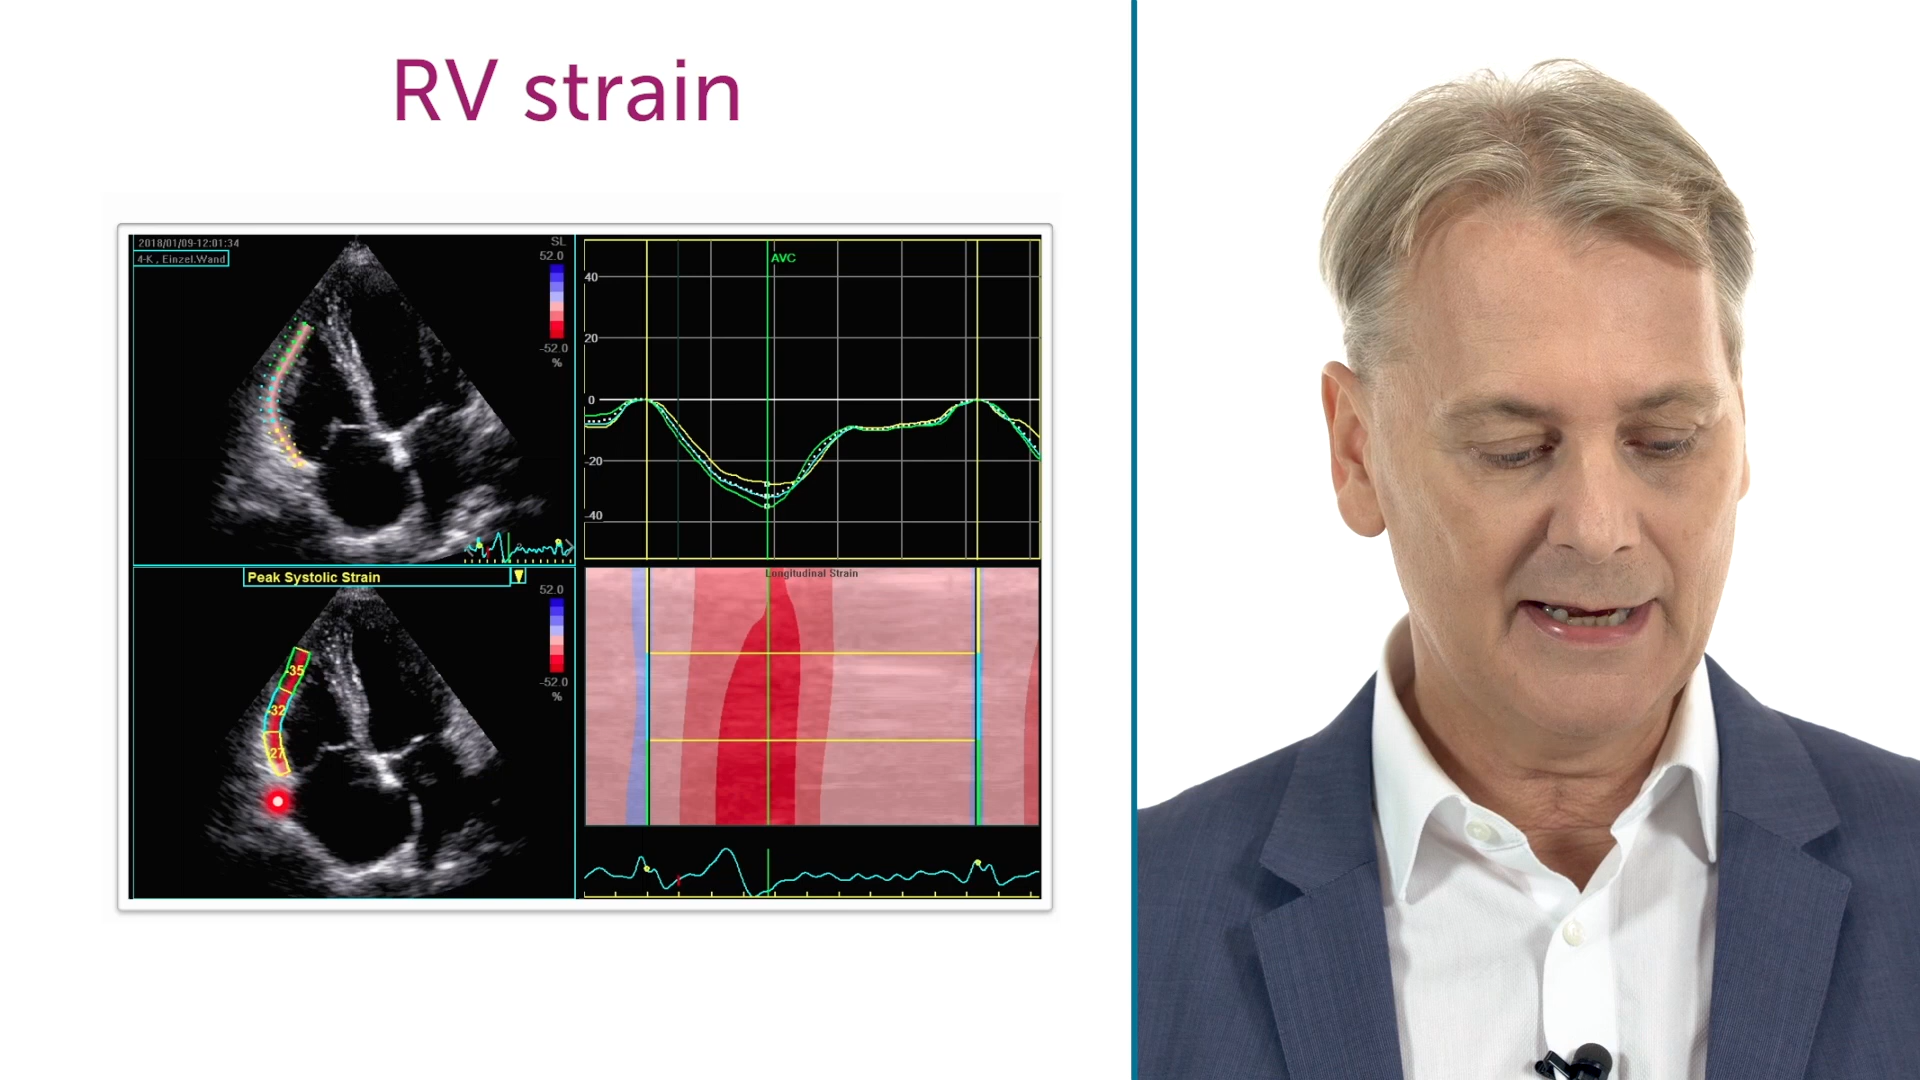 RV strain
2018/01/09-12:01:34
4-K , Einzel.Wand
SL
52.0
-52.0
%
AVC
40
20
0
-20
-40
Peak Systolic Strain
52.0
-52.0
%
-35
-32
-27
Longitudinal Strain